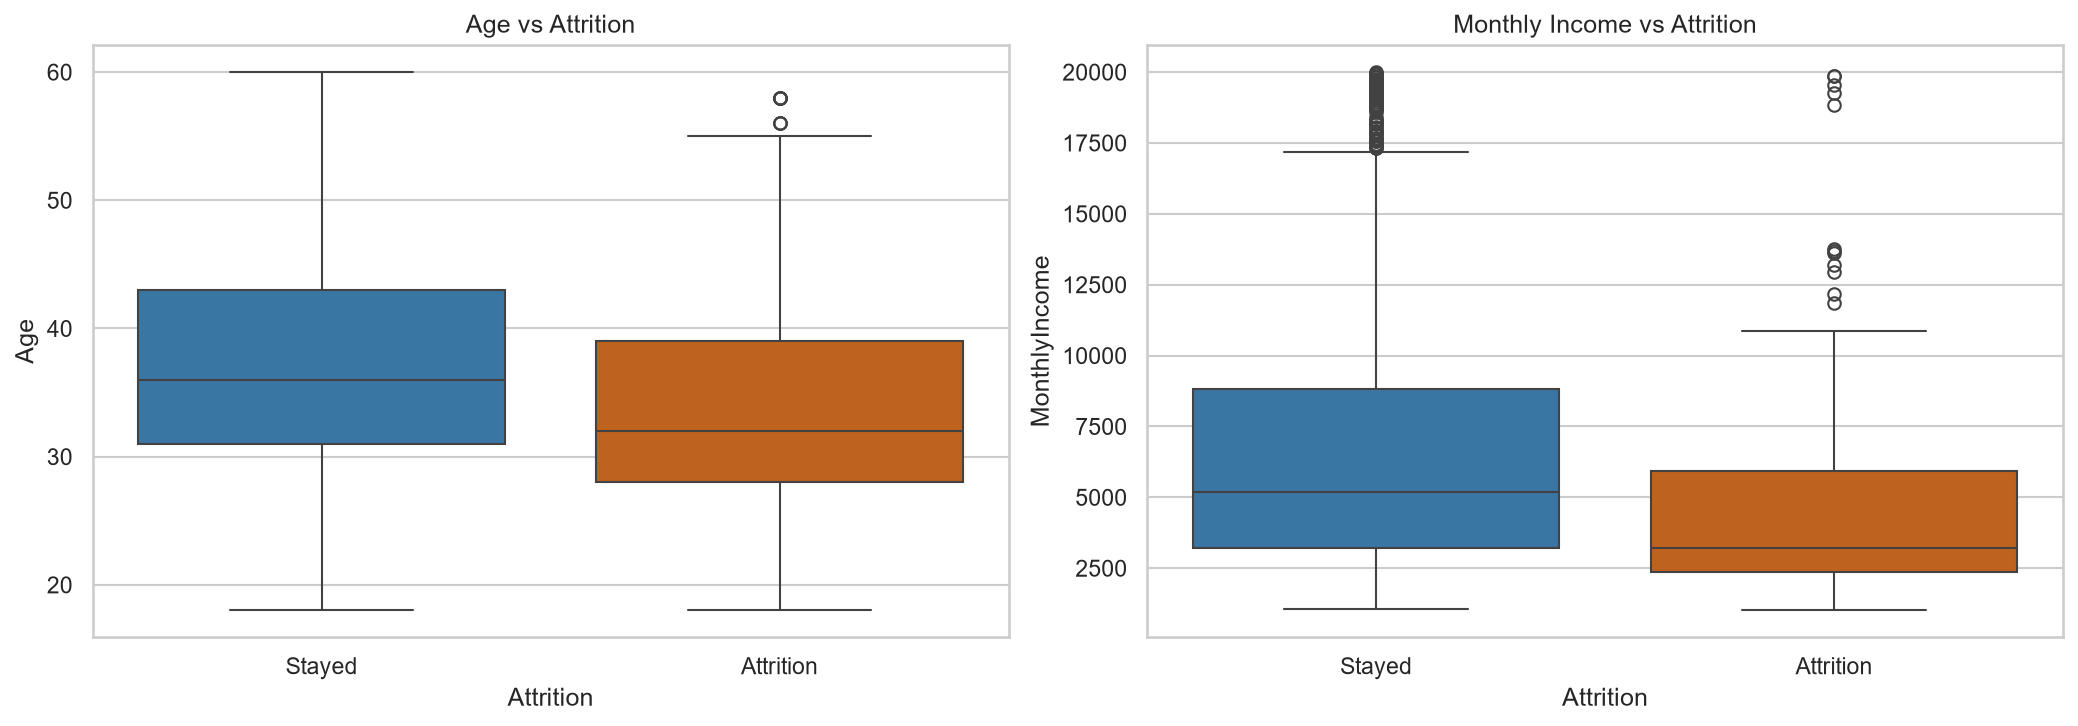 Age vs Attrition
60
50
40
30
20
Age
Stayed
Attrition
Attrition
Monthly Income vs Attrition
20000
17500
15000
12500
10000
7500
5000
2500
MonthlyIncome
Stayed
Attrition
Attrition